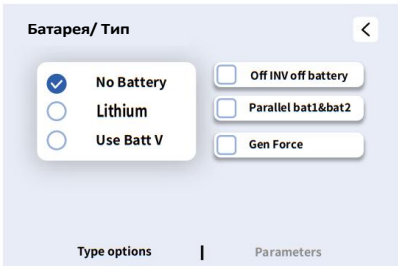 Батарея/ Тип
No Battery
Lithium
Use Batt V
Off INV off battery
Parallel bat1&bat2
Gen Force
Type options
Parameters